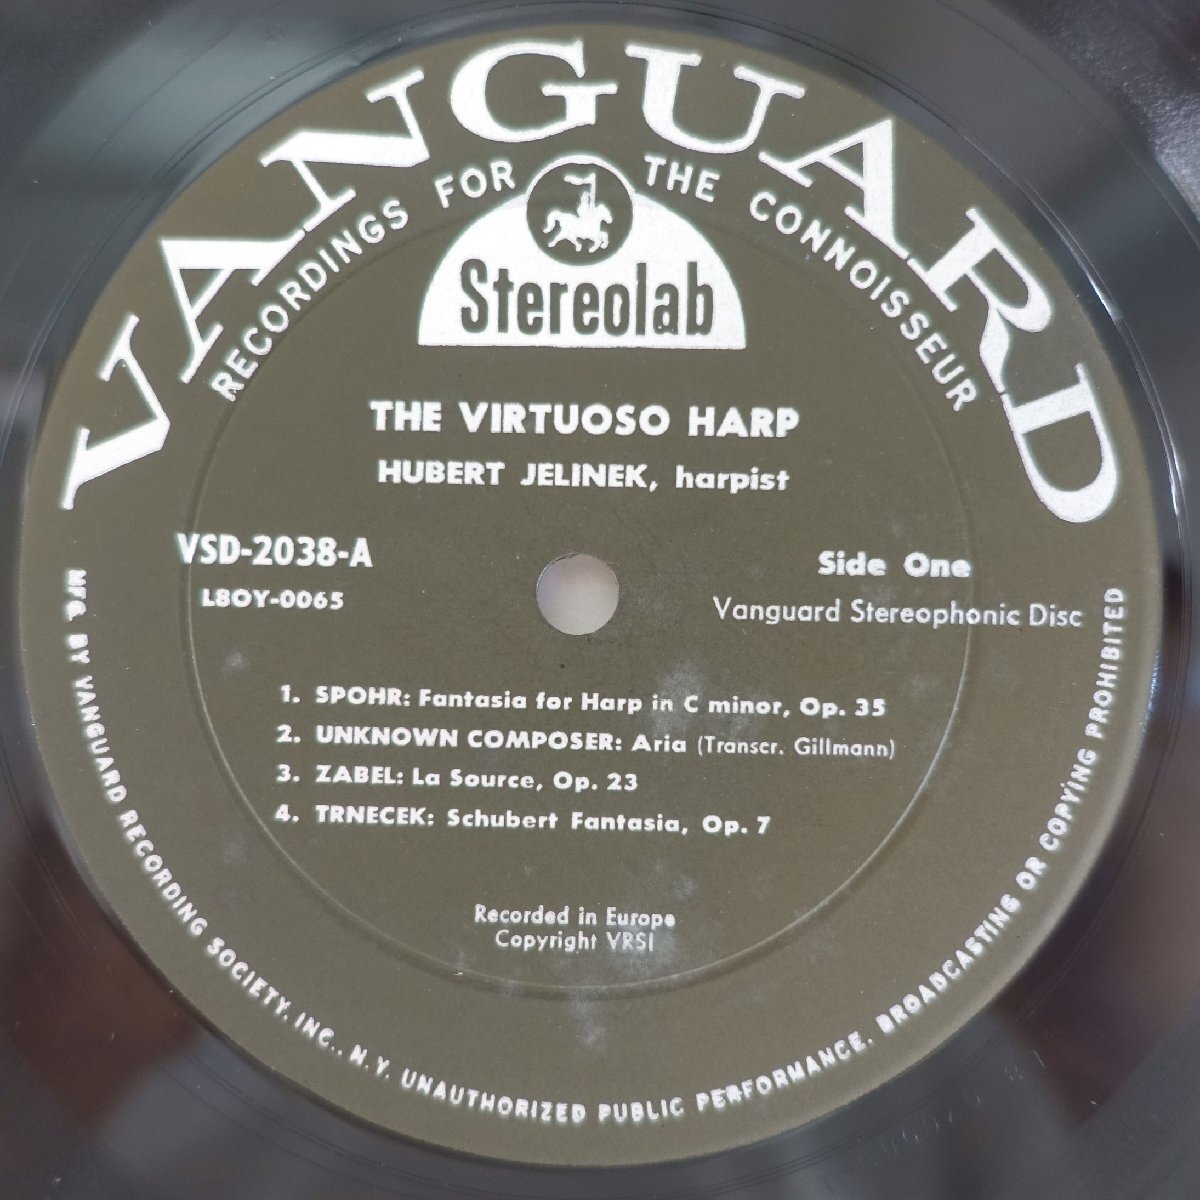 VANGUARD
RECORDINGS FOR THE CONNOISSEUR
Stereolab
THE VIRTUOSO HARP
HUBERT JELINEK, harpist
VSD-2038-A
L8OY-0065
Side One
Vanguard Stereophonic Disc
1. SPOHR: Fantasia for Harp in C minor, Op. 35
2. UNKNOWN COMPOSER: Aria (Transcr. Gillmann)
3. ZABEL: La Source, Op. 23
4. TRNECEK: Schubert Fantasia, Op. 7
Recorded in Europe
Copyright VRSI
MFG. BY VANGUARD RECORDING SOCIETY, INC., N.Y. UNAUTHORIZED PUBLIC PERFORMANCE, BROADCASTING OR COPYING PROHIBITED